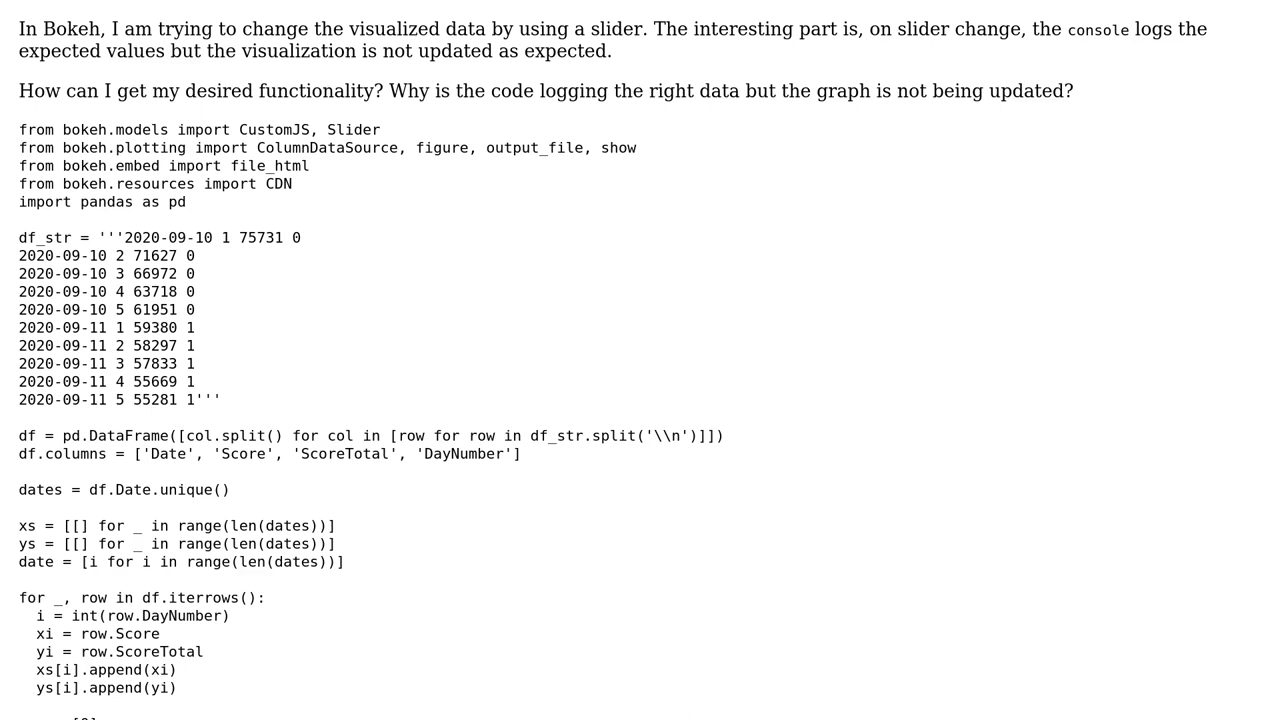 In Bokeh, I am trying to change the visualized data by using a slider. The interesting part is, on slider change, the console logs the
expected values but the visualization is not updated as expected.
How can I get my desired functionality? Why is the code logging the right data but the graph is not being updated?
from bokeh.models import CustomJS, Slider
from bokeh.plotting import ColumnDataSource, figure, output_file, show
from bokeh.embed import file_html
from bokeh.resources import CDN
import pandas as pd
df_str = '''2020-09-10 1 75731 0
2020-09-10 2 71627 0
2020-09-10 3 66972 0
2020-09-10 4 63718 0
2020-09-10 5 61951 0
2020-09-11 1 59380 1
2020-09-11 2 58297 1
2020-09-11 3 57833 1
2020-09-11 4 55669 1
2020-09-11 5 55281 1'''
df = pd.DataFrame([col.split() for col in [row for row in df_str.split('\\n')]])
df.columns = ['Date', 'Score', 'ScoreTotal', 'DayNumber']
dates = df.Date.unique()
xs = [[] for _ in range(len(dates))]
ys = [[] for _ in range(len(dates))]
date = [i for i in range(len(dates))]
for _, row in df.iterrows():
  i = int(row.DayNumber)
  xi = row.Score
  yi = row.ScoreTotal
  xs[i].append(xi)
  ys[i].append(yi)